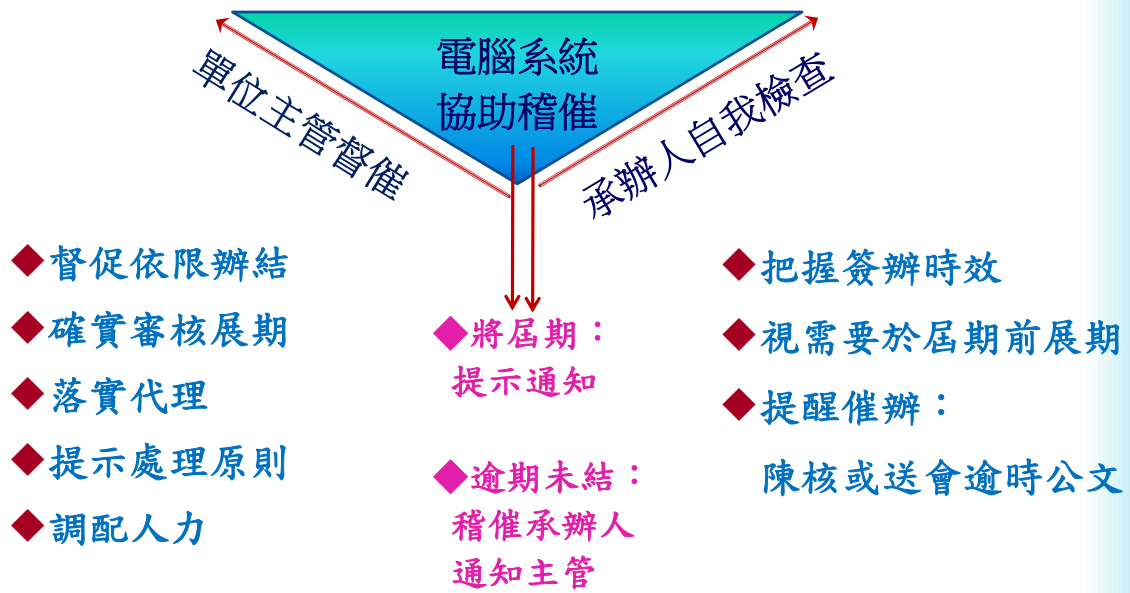 電腦系統
協助稽催
單位主管督催
承辦人自我檢查
◆督促依限辦結
◆確實審核展期
◆落實代理
◆提示處理原則
◆調配人力
◆將屆期：
提示通知
◆逾期未結：
稽催承辦人
通知主管
◆把握簽辦時效
◆視需要於屆期前展期
◆提醒催辦：
陳核或送會逾時公文